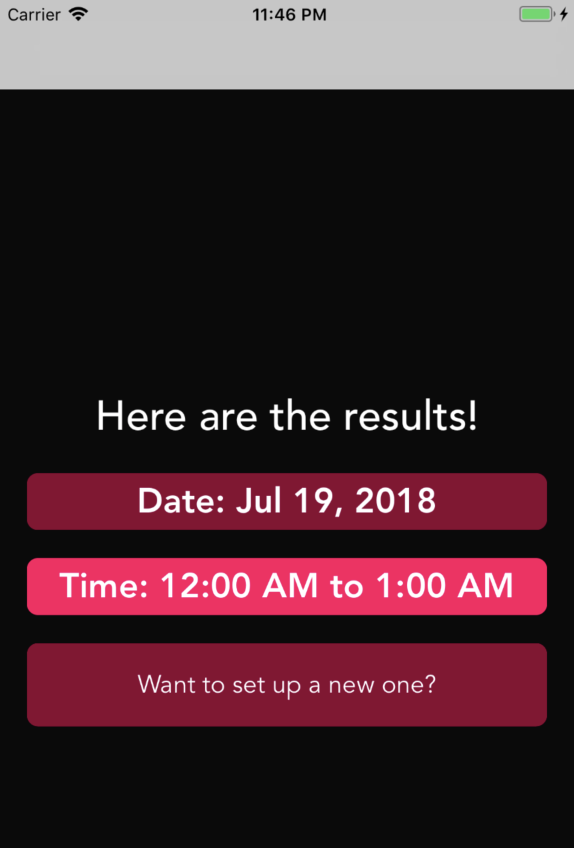 Carrier 11:46 PM
Here are the results!
Date: Jul 19, 2018
Time: 12:00 AM to 1:00 AM
Want to set up a new one?